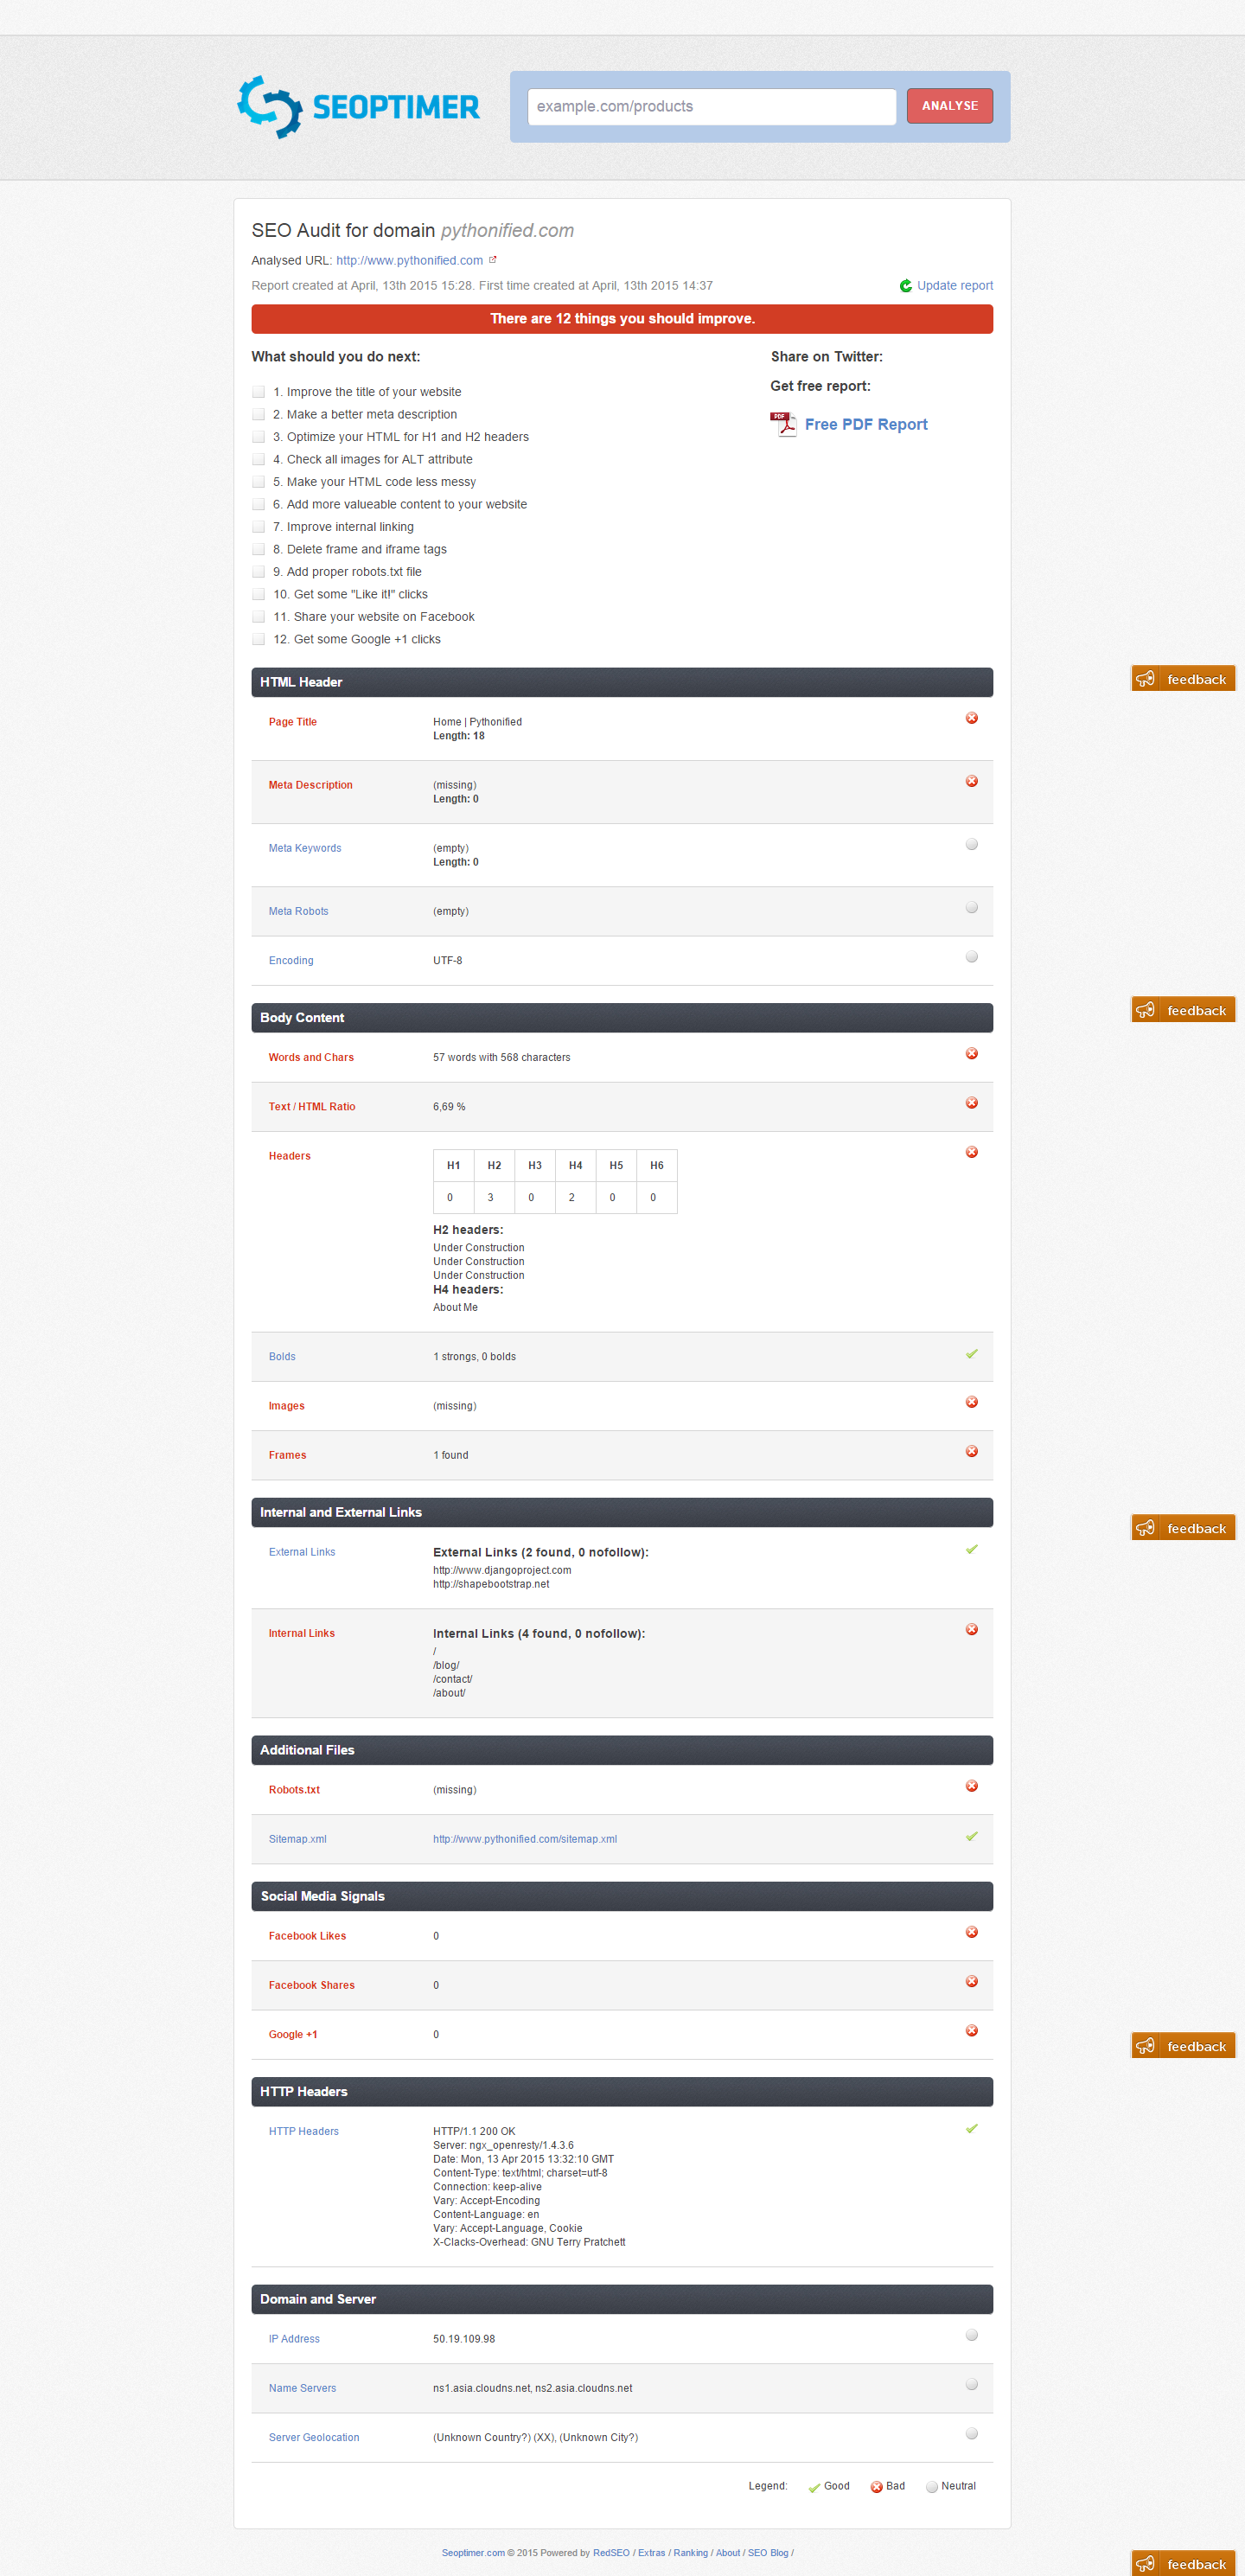 SEOPTIMER
example.com/products
ANALYSE
SEO Audit for domain pythonified.com
Analysed URL: http://www.pythonified.com
Report created at April, 13th 2015 15:28. First time created at April, 13th 2015 14:37
Update report
There are 12 things you should improve.
What should you do next:
1. Improve the title of your website
2. Make a better meta description
3. Optimize your HTML for H1 and H2 headers
4. Check all images for ALT attribute
5. Make your HTML code less messy
6. Add more valueable content to your website
7. Improve internal linking
8. Delete frame and iframe tags
9. Add proper robots.txt file
10. Get some "Like it!" clicks
11. Share your website on Facebook
12. Get some Google +1 clicks
Share on Twitter:
Get free report:
PDF
Free PDF Report
HTML Header
feedback
Page Title Home | Pythonified
Length: 18
Meta Description (missing)
Length: 0
Meta Keywords (empty)
Length: 0
Meta Robots (empty)
Encoding UTF-8
Body Content
feedback
Words and Chars 57 words with 568 characters
Text / HTML Ratio 6,69 %
Headers
H1 H2 H3 H4 H5 H6
0 3 0 2 0 0
H2 headers:
Under Construction
Under Construction
Under Construction
H4 headers:
About Me
Bolds 1 strongs, 0 bolds
Images (missing)
Frames 1 found
Internal and External Links
feedback
External Links External Links (2 found, 0 nofollow):
http://www.djangoproject.com
http://shapebootstrap.net
Internal Links Internal Links (4 found, 0 nofollow):
/
/blog/
/contact/
/about/
Additional Files
Robots.txt (missing)
Sitemap.xml http://www.pythonified.com/sitemap.xml
Social Media Signals
Facebook Likes 0
Facebook Shares 0
Google +1 0
feedback
HTTP Headers
HTTP Headers HTTP/1.1 200 OK
Server: ngx_openresty/1.4.3.6
Date: Mon, 13 Apr 2015 13:32:10 GMT
Content-Type: text/html; charset=utf-8
Connection: keep-alive
Vary: Accept-Encoding
Content-Language: en
Vary: Accept-Language, Cookie
X-Clacks-Overhead: GNU Terry Pratchett
Domain and Server
IP Address 50.19.109.98
Name Servers ns1.asia.cloudns.net, ns2.asia.cloudns.net
Server Geolocation (Unknown Country?) (XX), (Unknown City?)
Legend: Good Bad Neutral
Seoptimer.com © 2015 Powered by RedSEO / Extras / Ranking / About / SEO Blog /
feedback